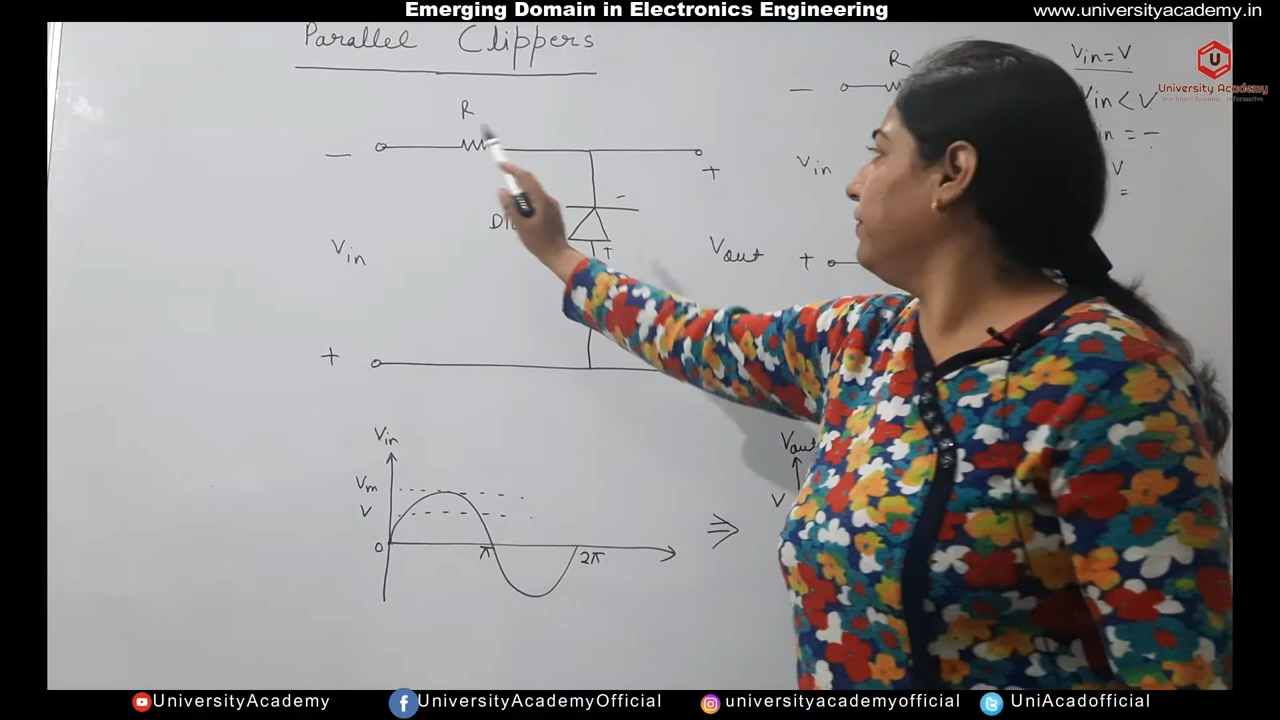 Emerging Domain in Electronics Engineering
www.universityacademy.in
Parallel Clippers
R
−
+
Vin
-
+
Vout
+
R
−
Vin
+
Vin = V
Vin < V
in = -
V
=
University Academy
Vin
Vm
V
0
π
2π
⇒
Vout
V
UniversityAcademy
UniversityAcademyOfficial
universityacademyofficial
UniAcadofficial